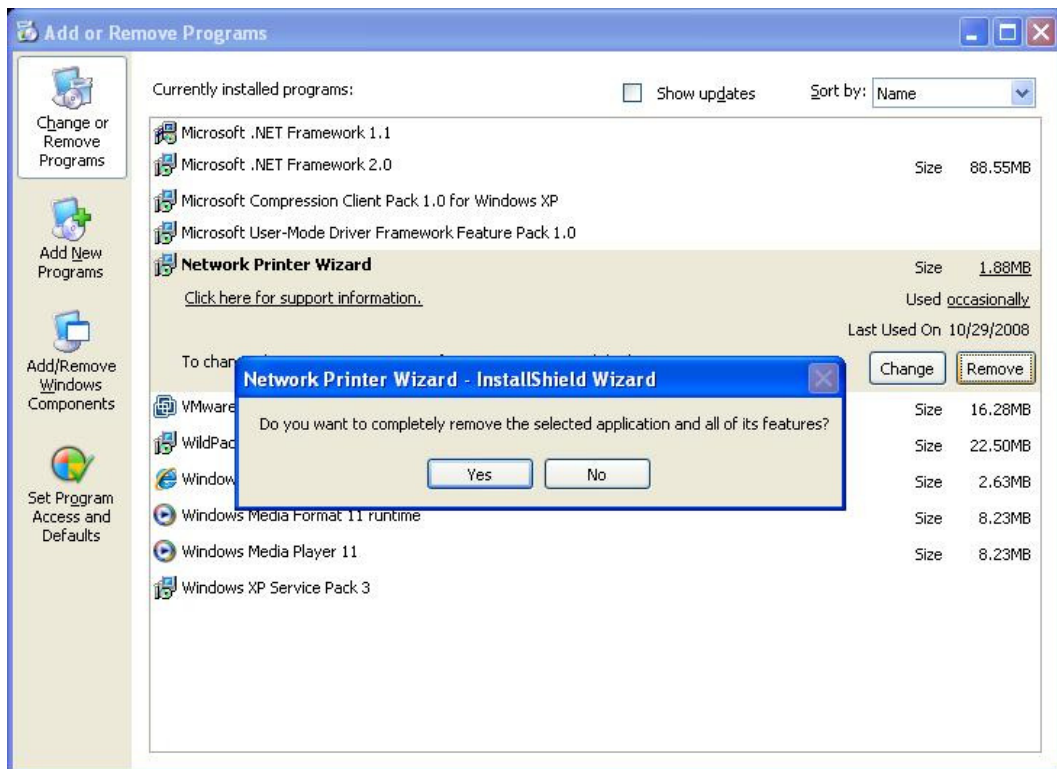 Add or Remove Programs
Change or
Remove
Programs
Add New
Programs
Add/Remove
Windows
Components
Set Program
Access and
Defaults
Currently installed programs:
Show updates
Sort by: Name
Microsoft .NET Framework 1.1
Microsoft .NET Framework 2.0 Size 88.55MB
Microsoft Compression Client Pack 1.0 for Windows XP
Microsoft User-Mode Driver Framework Feature Pack 1.0
Network Printer Wizard Size 1.88MB
Click here for support information. Used occasionally
Last Used On 10/29/2008
To chan Change Remove
Network Printer Wizard - InstallShield Wizard
Do you want to completely remove the selected application and all of its features?
Yes No
VMware Size 16.28MB
WildPac Size 22.50MB
Window Size 2.63MB
Windows Media Format 11 runtime Size 8.23MB
Windows Media Player 11 Size 8.23MB
Windows XP Service Pack 3